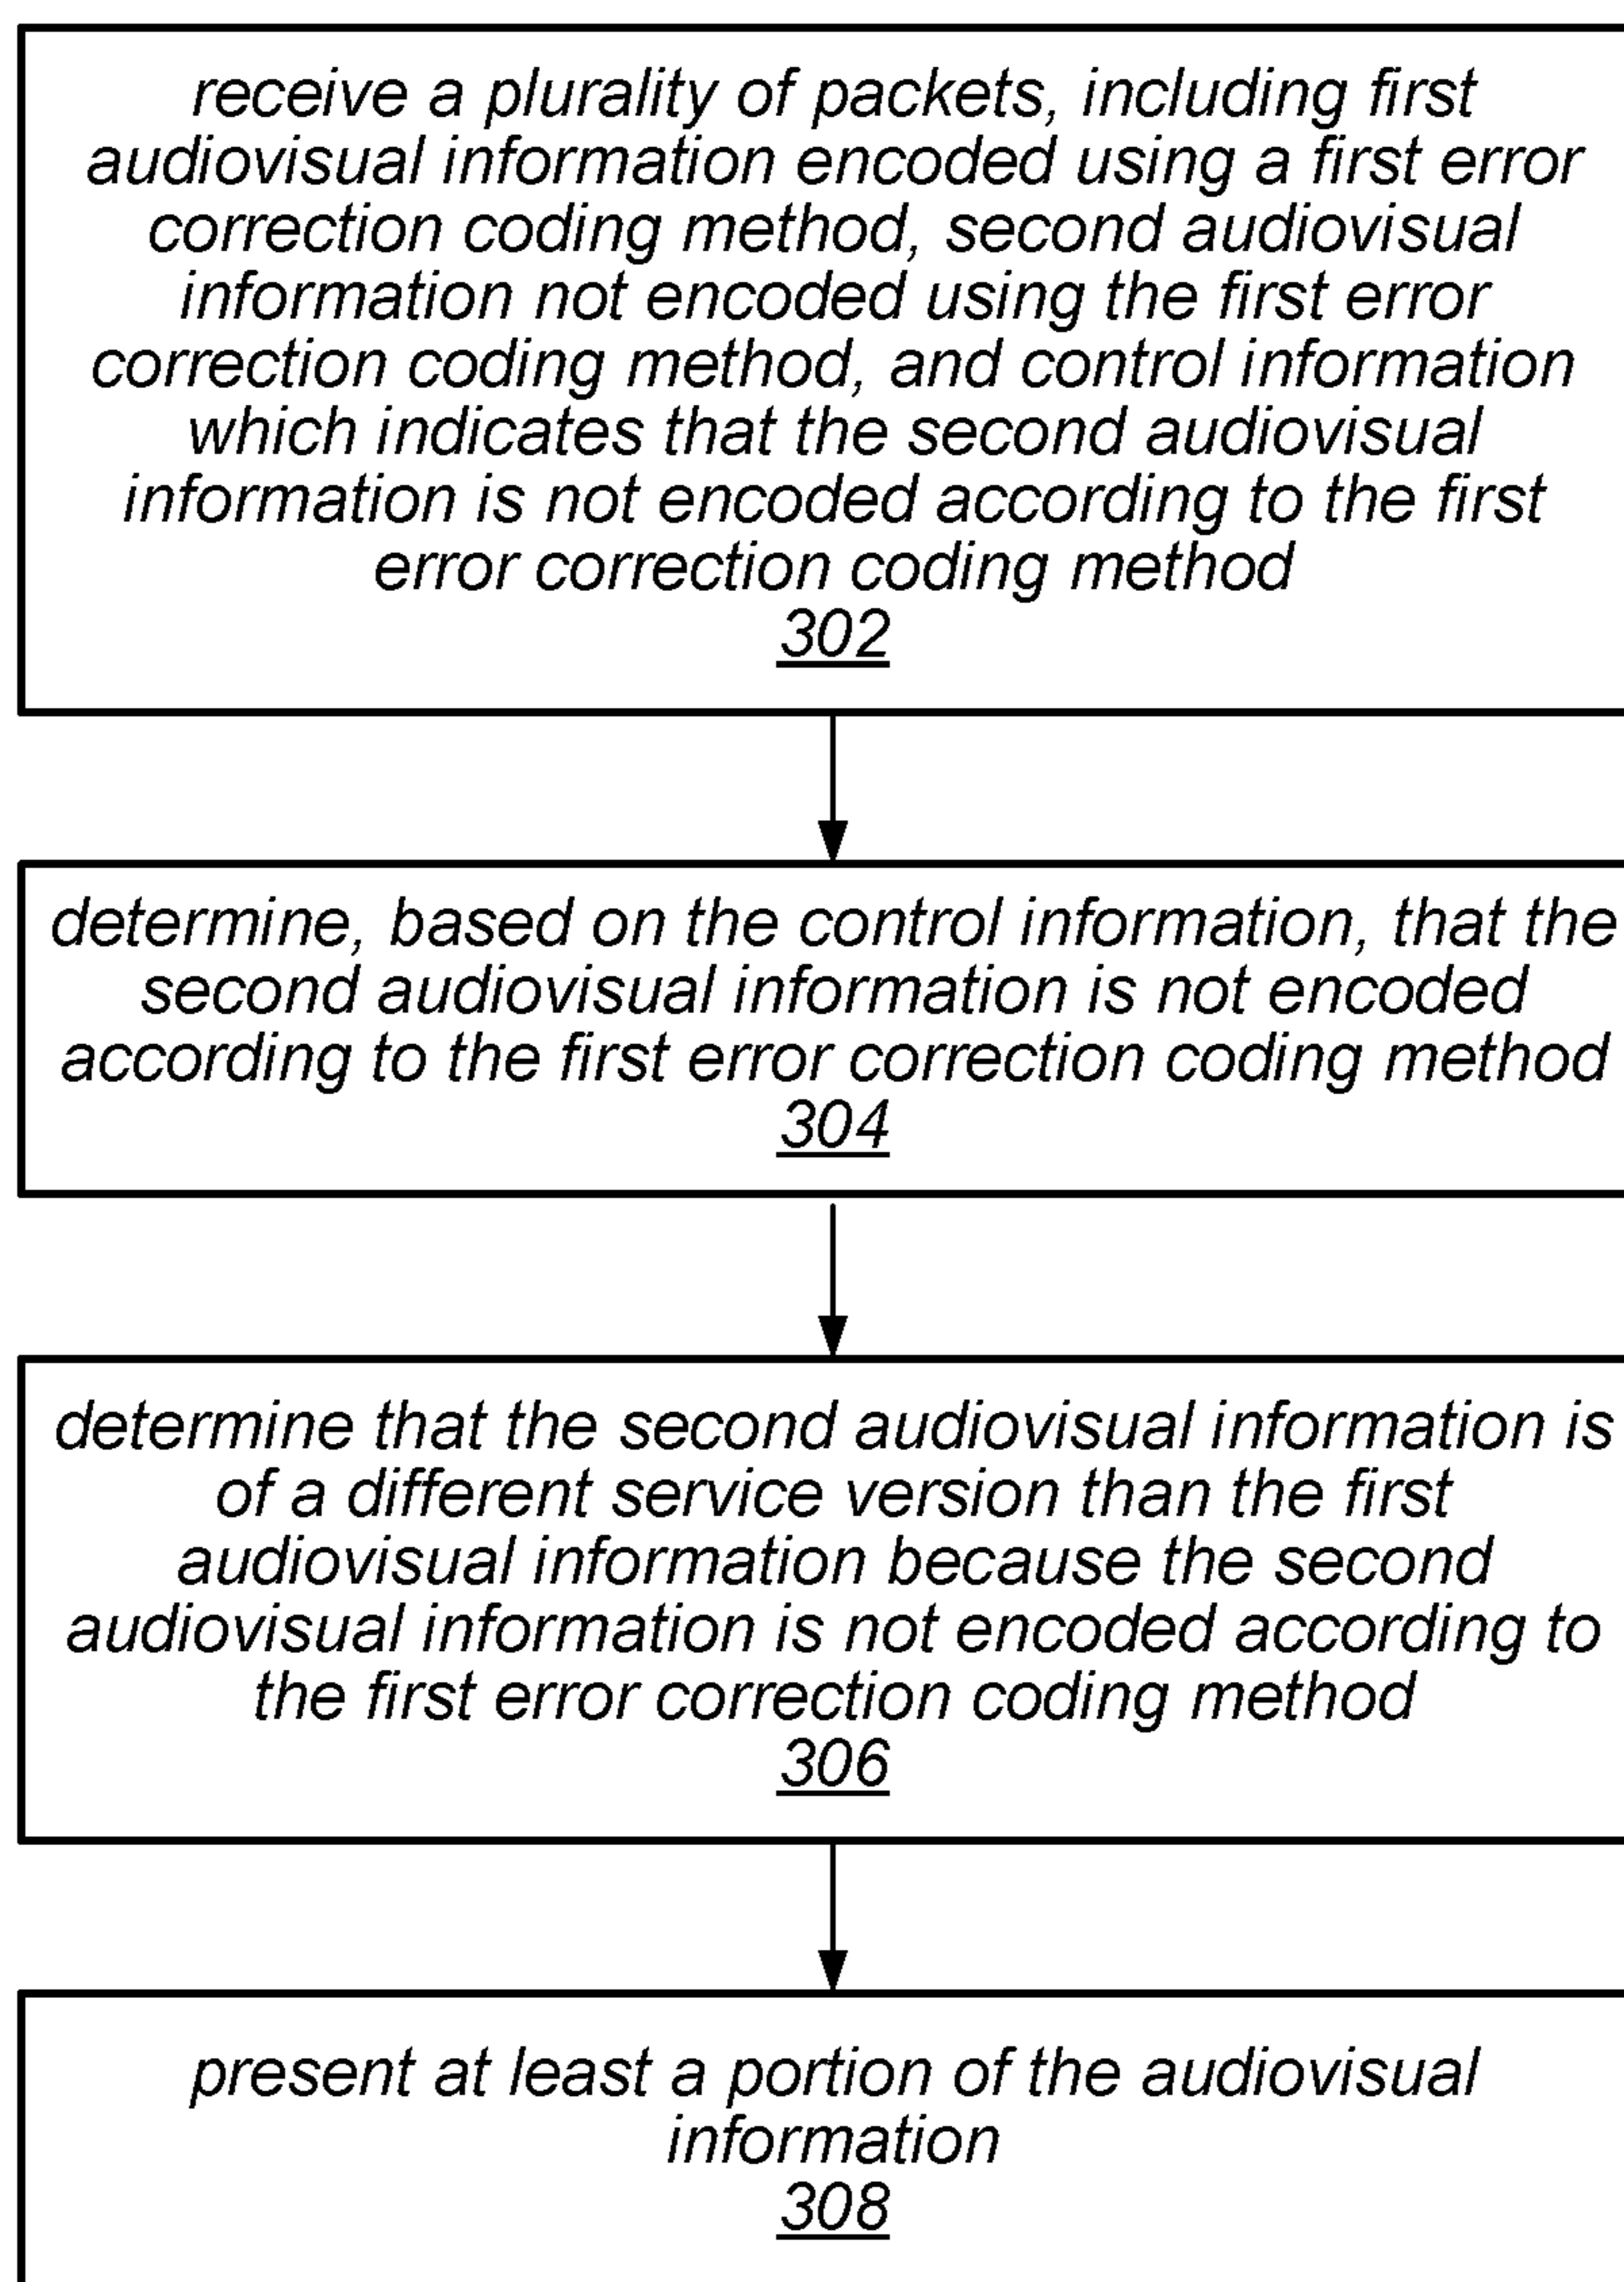 receive a plurality of packets, including first
audiovisual information encoded using a first error
correction coding method, second audiovisual
information not encoded using the first error
correction coding method, and control information
which indicates that the second audiovisual
information is not encoded according to the first
error correction coding method
302
determine, based on the control information, that the
second audiovisual information is not encoded
according to the first error correction coding method
304
determine that the second audiovisual information is
of a different service version than the first
audiovisual information because the second
audiovisual information is not encoded according to
the first error correction coding method
306
present at least a portion of the audiovisual
information
308